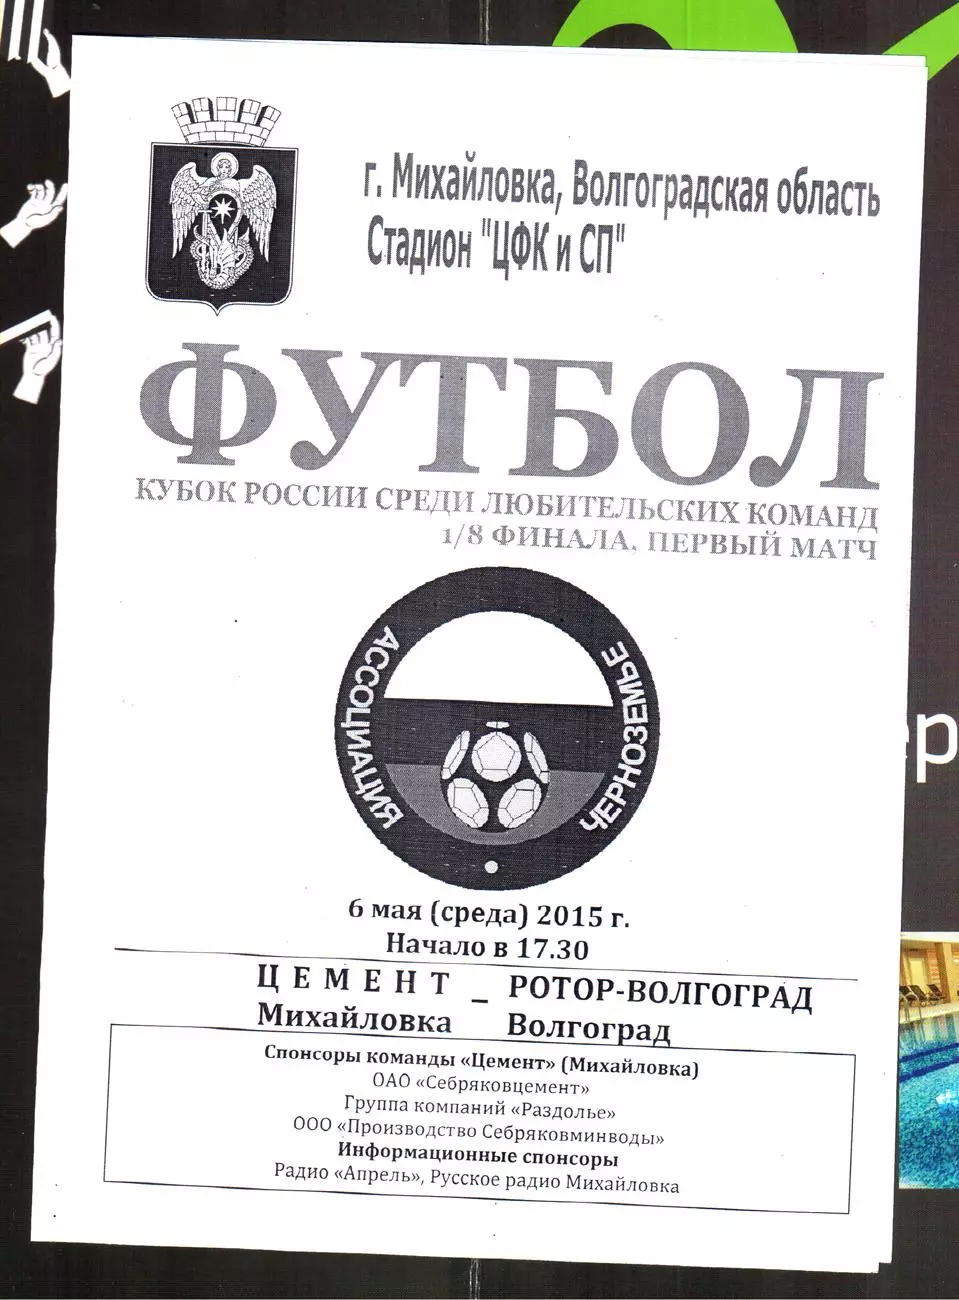 г. Михайловка, Волгоградская область
Стадион "ЦФК и СП"
ФУТБОЛ
КУБОК РОССИИ СРЕДИ ЛЮБИТЕЛЬСКИХ КОМАНД
1/8 ФИНАЛА, ПЕРВЫЙ МАТЧ
АССОЦИАЦИЯ
ЧЕРНОЗЕМЬЕ
6 мая (среда) 2015 г.
Начало в 17.30
ЦЕМЕНТ _ РОТОР-ВОЛГОГРАД
Михайловка Волгоград
Спонсоры команды «Цемент» (Михайловка)
ОАО «Себряковцемент»
Группа компаний «Раздолье»
ООО «Производство Себряковминводы»
Информационные спонсоры
Радио «Апрель», Русское радио Михайловка